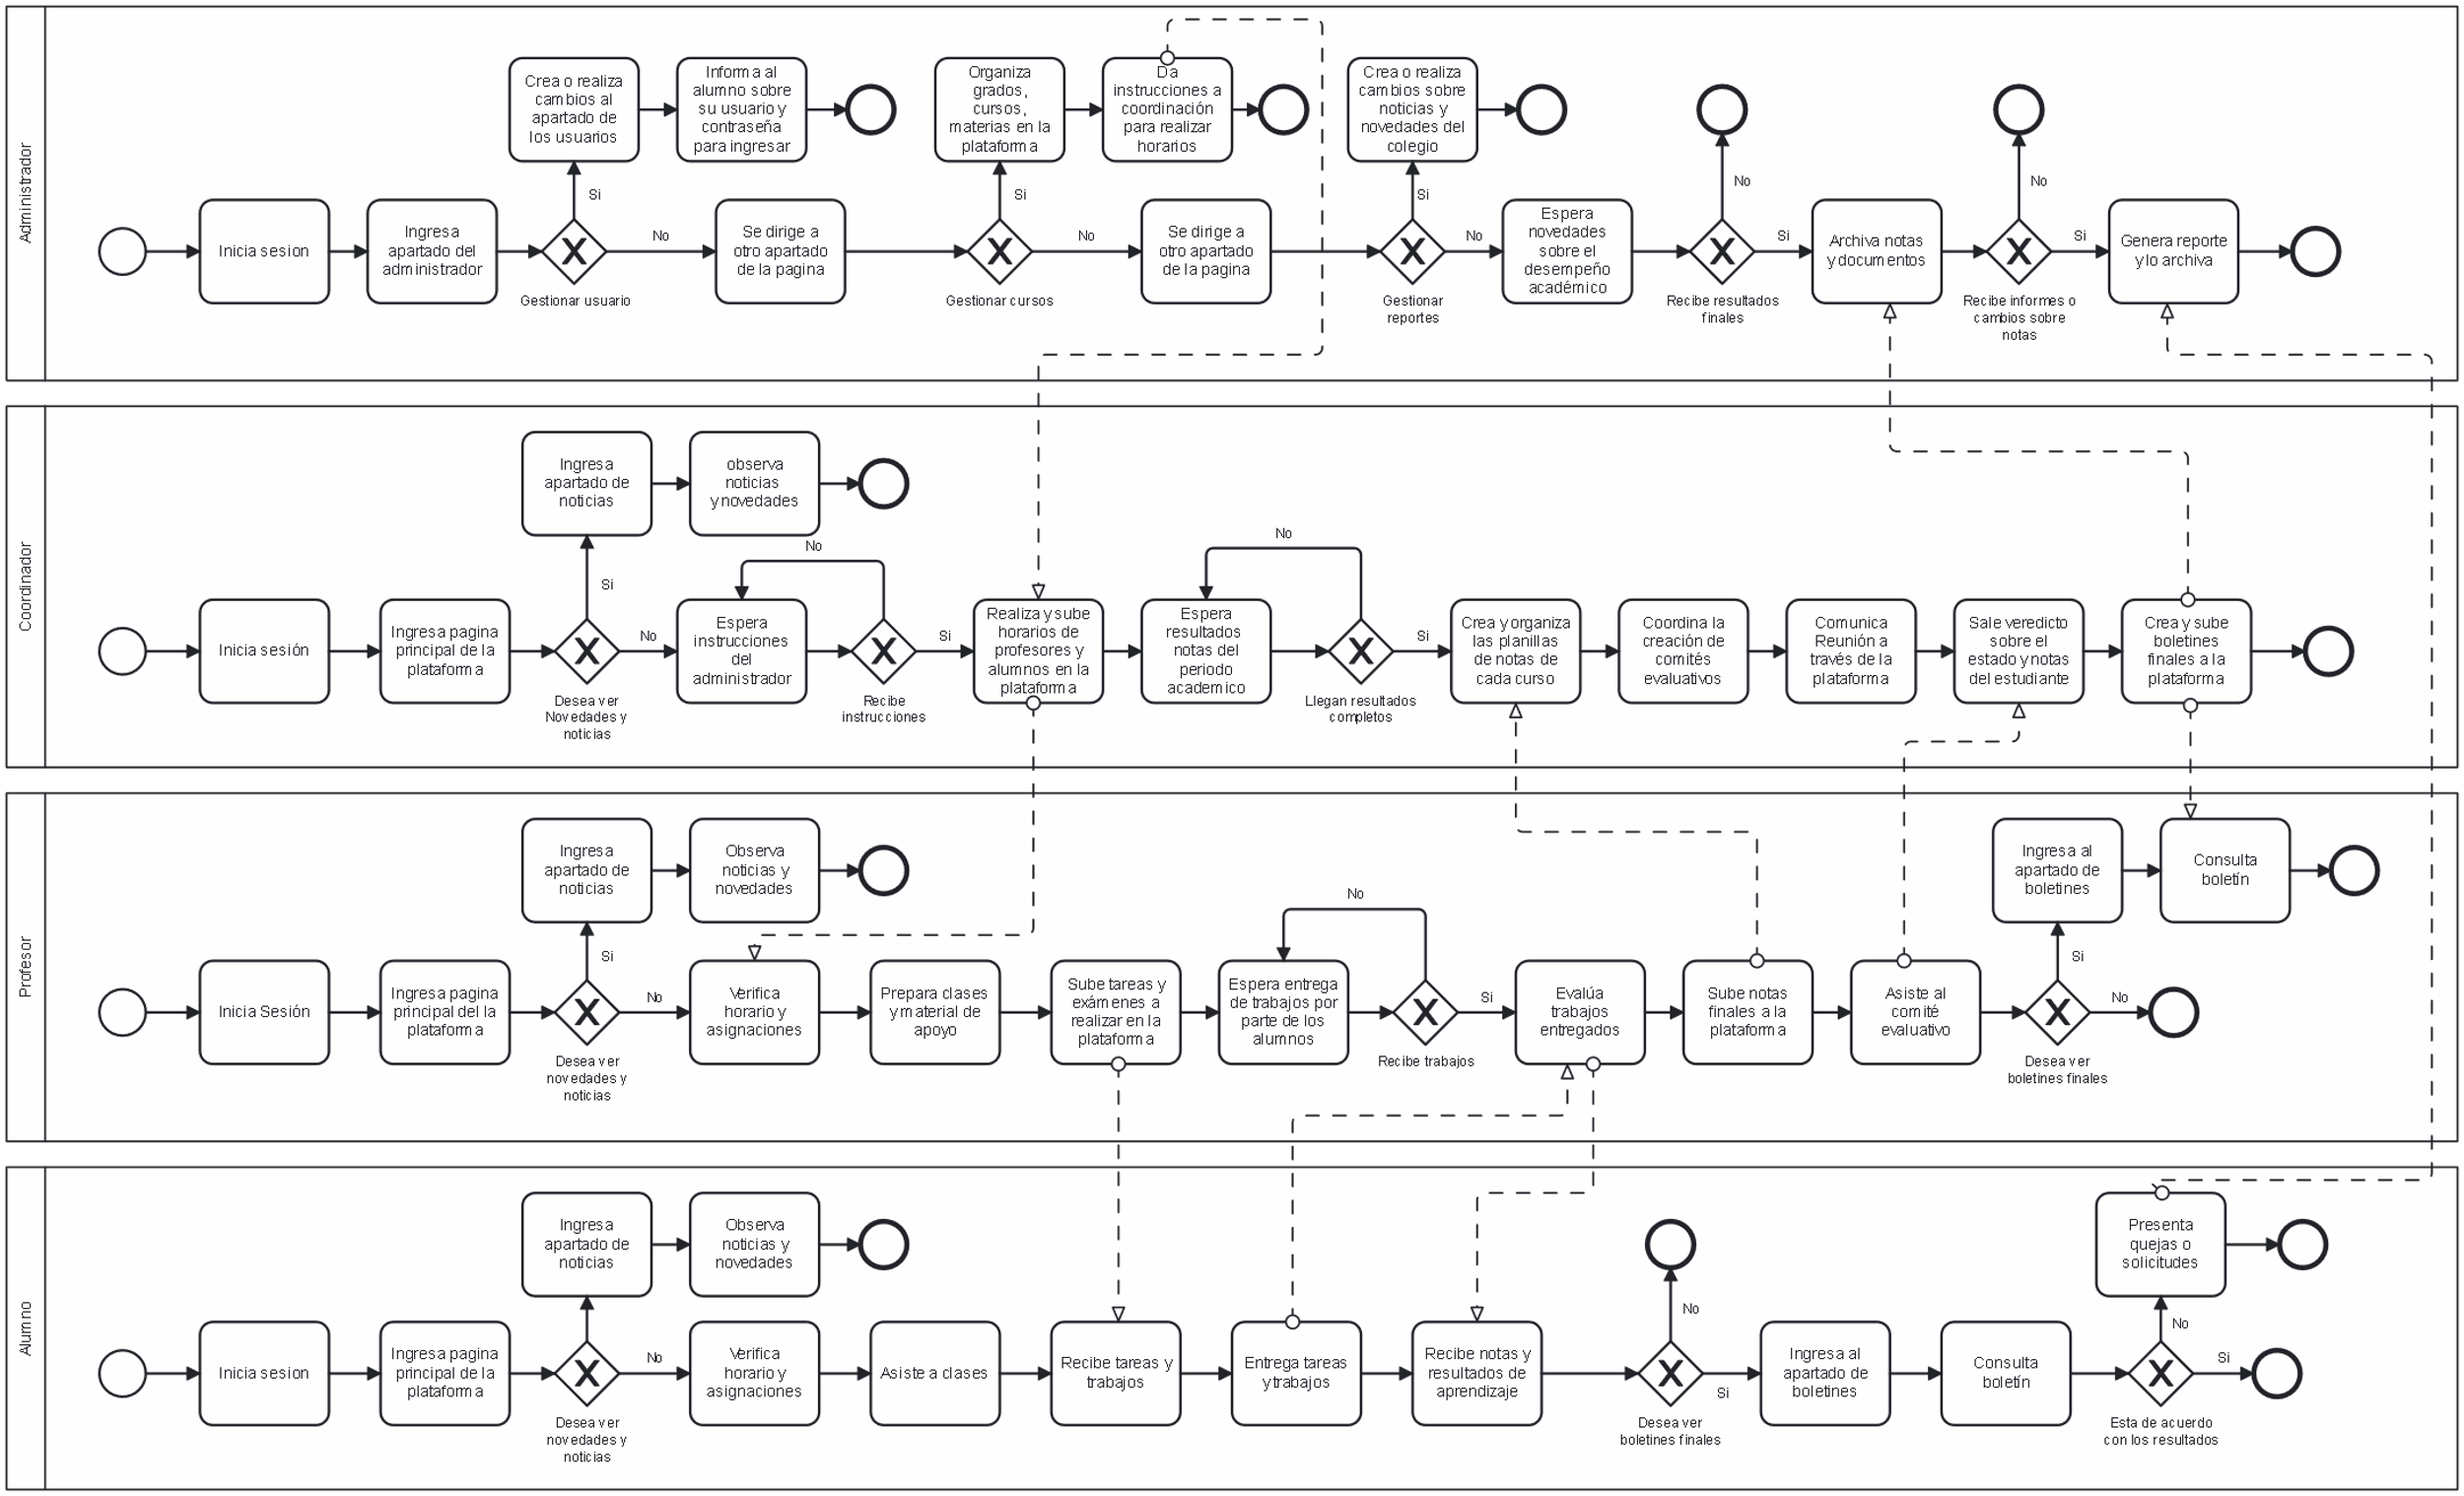 Administrador
Crea o realiza
cambios al
apartado de
los usuarios
Informa al
alumno sobre
su usuario y
contraseña
para ingresar
Organiza
grados,
cursos,
materias en la
plataforma
Da
instrucciones a
coordinación
para realizar
horarios
Crea o realiza
cambios sobre
noticias y
novedades del
colegio
Si
Si
Si
No
No
Inicia sesion
Ingresa
apartado del
administrador
Gestionar usuario
No
Se dirige a
otro apartado
de la pagina
Gestionar cursos
No
Se dirige a
otro apartado
de la pagina
Gestionar
reportes
No
Espera
novedades
sobre el
desempeño
académico
Recibe resultados
finales
Si
Archiva notas
y documentos
Recibe informes o
cambios sobre
notas
Si
Genera reporte
y lo archiva
Coordinador
Ingresa
apartado de
noticias
observa
noticias
y novedades
Si
No
No
Inicia sesión
Ingresa pagina
principal de la
plataforma
Desea ver
Novedades y
noticias
No
Espera
instrucciones
del
administrador
Recibe
instrucciones
Si
Realiza y sube
horarios de
profesores y
alumnos en la
plataforma
Espera
resultados
notas del
periodo
academico
Llegan resultados
completos
Si
Crea y organiza
las planillas
de notas de
cada curso
Coordina la
creación de
comités
evaluativos
Comunica
Reunión a
través de la
plataforma
Sale veredicto
sobre el
estado y notas
del estudiante
Crea y sube
boletines
finales a la
plataforma
Profesor
Ingresa
apartado de
noticias
Observa
noticias y
novedades
Ingresa al
apartado de
boletines
Consulta
boletín
Si
No
Si
Inicia Sesión
Ingresa pagina
principal del la
plataforma
Desea ver
novedades y
noticias
No
Verifica
horario y
asignaciones
Prepara clases
y material de
apoyo
Sube tareas y
exámenes a
realizar en la
plataforma
Espera entrega
de trabajos por
parte de los
alumnos
Recibe trabajos
Si
Evalúa
trabajos
entregados
Sube notas
finales a la
plataforma
Asiste al
comité
evaluativo
Desea ver
boletines finales
No
Alumno
Ingresa
apartado de
noticias
Observa
noticias y
novedades
Presenta
quejas o
solicitudes
No
No
Inicia sesion
Ingresa pagina
principal de la
plataforma
Desea ver
novedades y
noticias
No
Verifica
horario y
asignaciones
Asiste a clases
Recibe tareas y
trabajos
Entrega tareas
y trabajos
Recibe notas y
resultados de
aprendizaje
Desea ver
boletines finales
Si
Ingresa al
apartado de
boletines
Consulta
boletín
Esta de acuerdo
con los resultados
Si